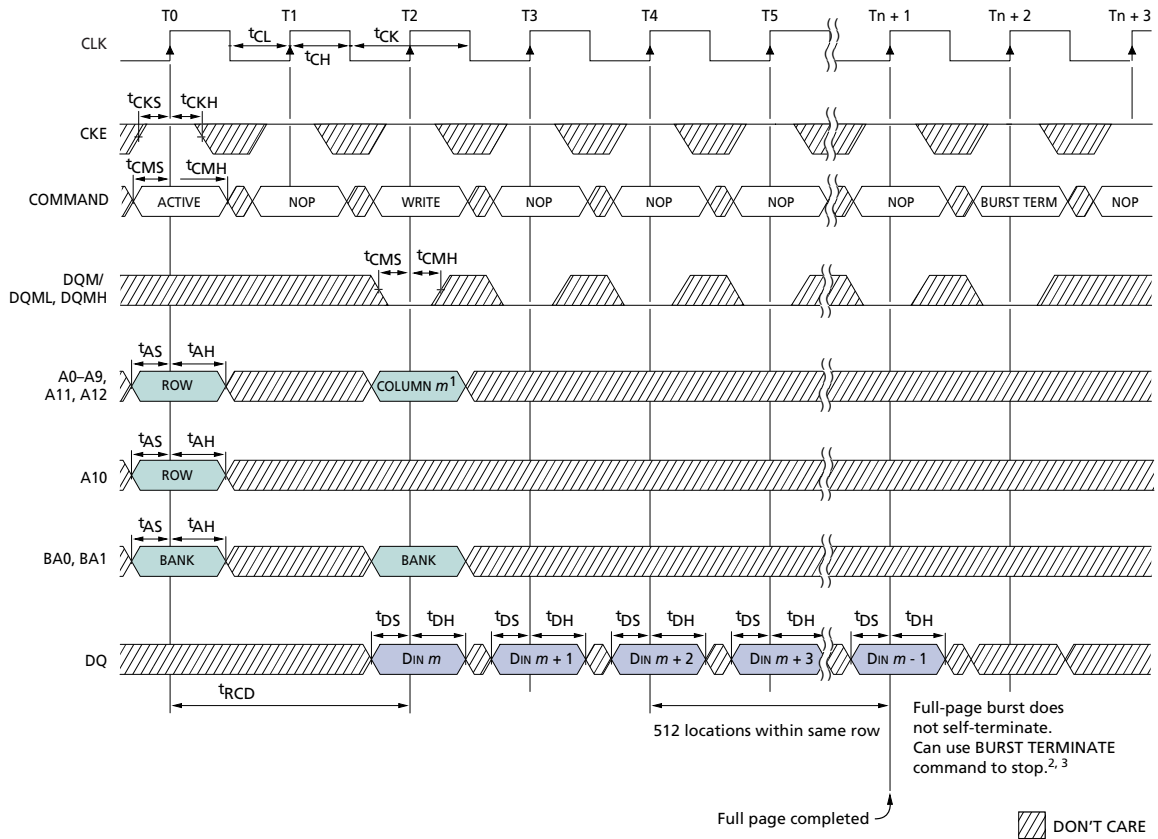 T0 T1 T2 T3 T4 T5 Tn + 1 Tn + 2 Tn + 3
CLK
tCL tCK
tCH
tCKS tCKH
CKE
tCMS tCMH
COMMAND ACTIVE NOP WRITE NOP NOP NOP NOP BURST TERM NOP
tCMS tCMH
DQM/
DQML, DQMH
tAS tAH
A0–A9,
A11, A12
ROW COLUMN m1
tAS tAH
A10 ROW
tAS tAH
BA0, BA1 BANK BANK
tDS tDH tDS tDH tDS tDH tDS tDH tDS tDH
DQ DIN m DIN m + 1 DIN m + 2 DIN m + 3 DIN m - 1
tRCD
512 locations within same row
Full-page burst does
not self-terminate.
Can use BURST TERMINATE
command to stop.2, 3
Full page completed
DON'T CARE